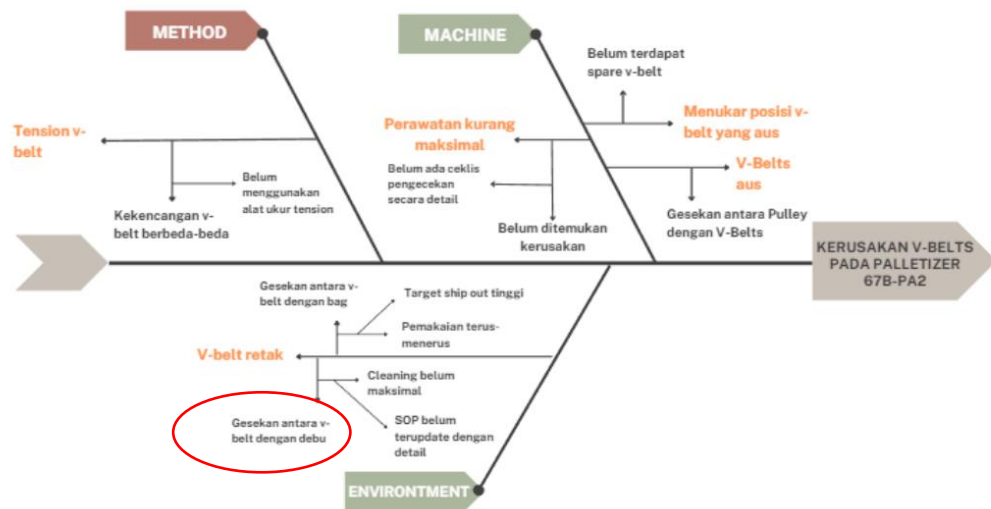 METHOD
MACHINE
Belum terdapat
spare v-belt
Tension v-
belt
Perawatan kurang
maksimal
Menukar posisi v-
belt yang aus
Belum
menggunakan
alat ukur tension
Belum ada ceklis
pengecekan
secara detail
V-Belts
aus
Kekencangan v-
belt berbeda-beda
Belum ditemukan
kerusakan
Gesekan antara Pulley
dengan V-Belts
KERUSAKAN V-BELTS
PADA PALLETIZER
67B-PA2
Gesekan antara v-
belt dengan bag
Target ship out tinggi
Pemakaian terus-
menerus
V-belt retak
Cleaning belum
maksimal
Gesekan antara v-
belt dengan debu
SOP belum
terupdate dengan
detail
ENVIRONTMENT